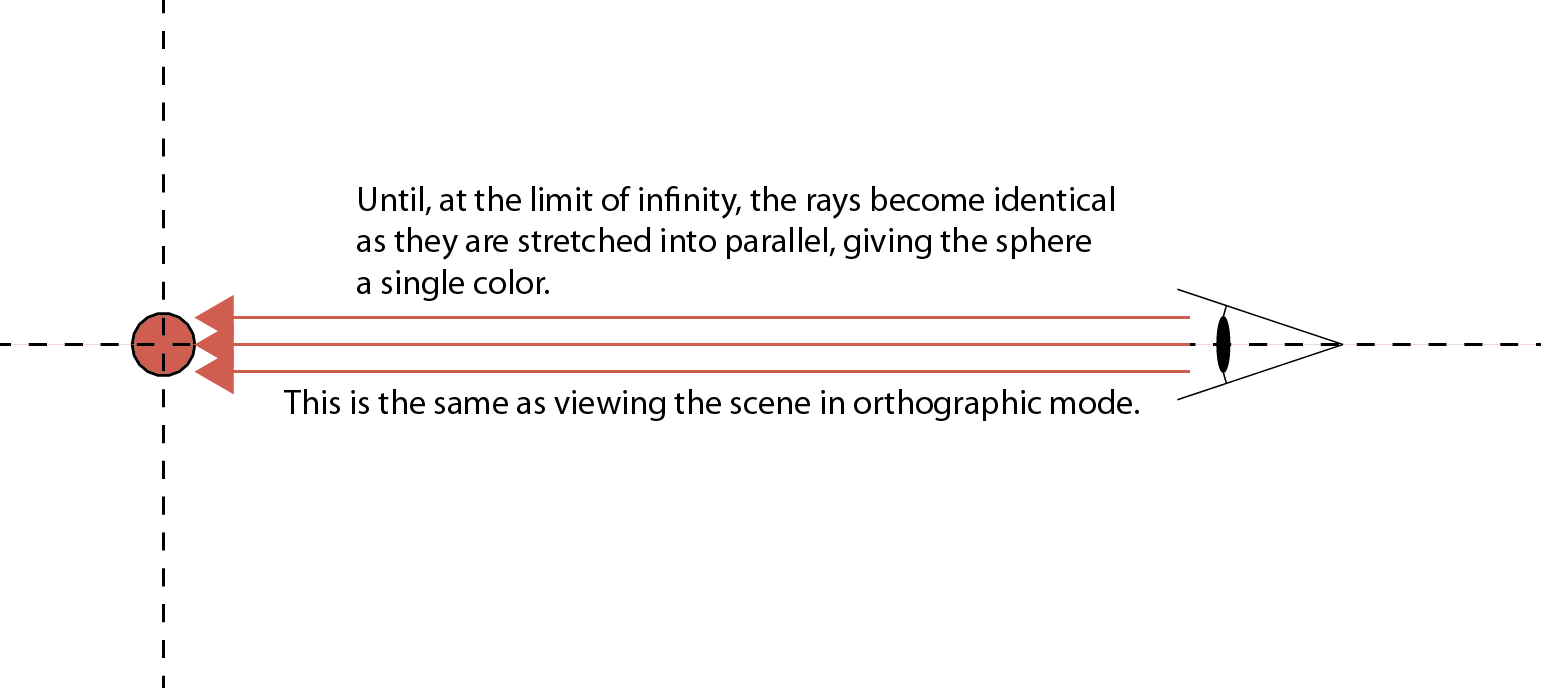 Until, at the limit of infinity, the rays become identical
as they are stretched into parallel, giving the sphere
a single color.
This is the same as viewing the scene in orthographic mode.